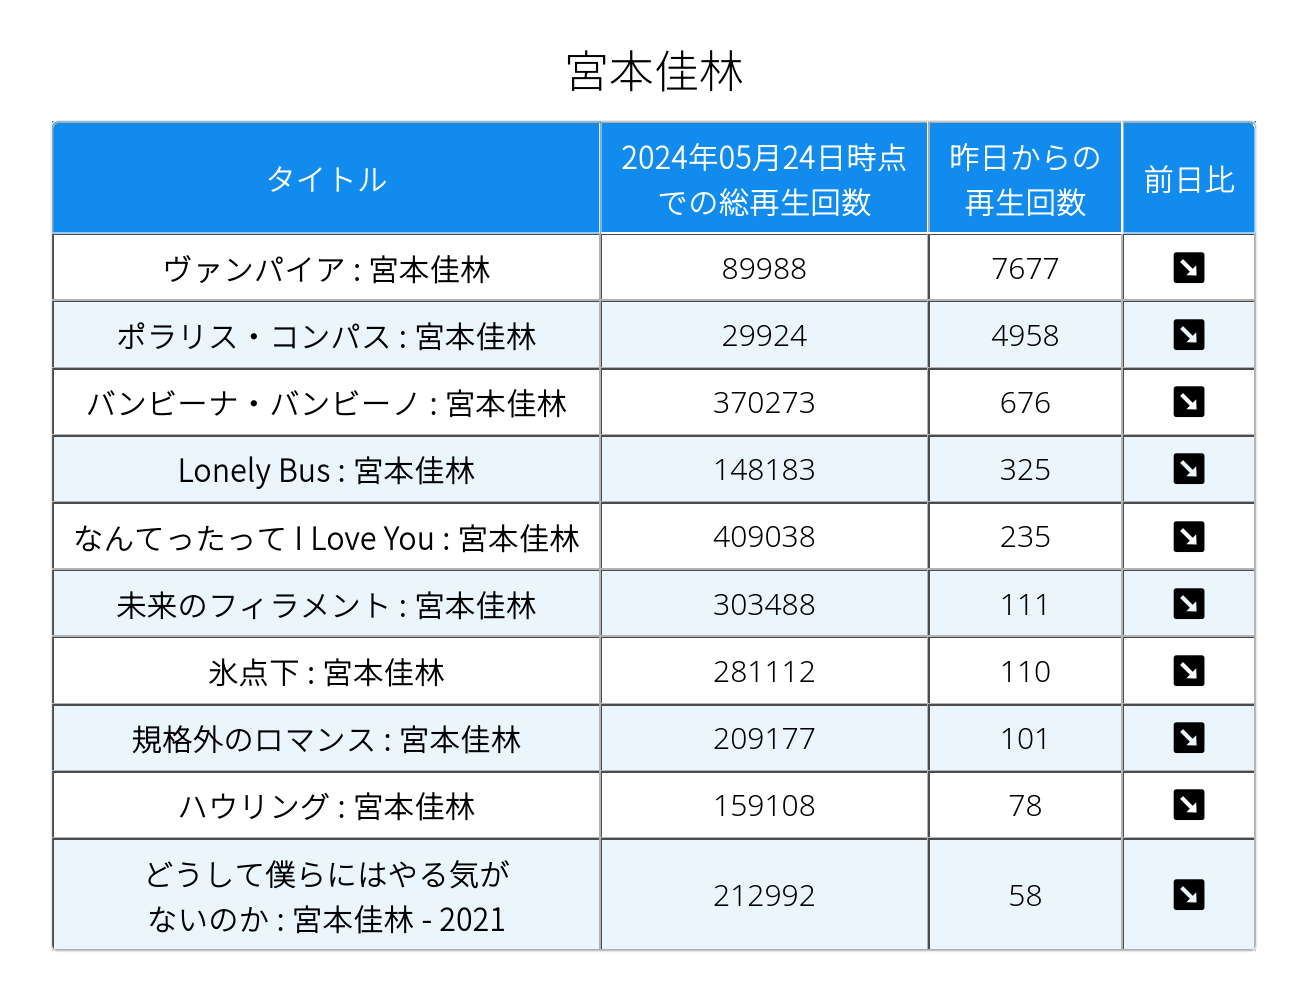 宮本佳林
タイトル
2024年05月24日時点
での総再生回数
昨日からの
再生回数
前日比
ヴァンパイア : 宮本佳林 89988 7677
ポラリス・コンパス : 宮本佳林 29924 4958
バンビーナ・バンビーノ : 宮本佳林 370273 676
Lonely Bus : 宮本佳林 148183 325
なんてったって I Love You : 宮本佳林 409038 235
未来のフィラメント : 宮本佳林 303488 111
氷点下 : 宮本佳林 281112 110
規格外のロマンス : 宮本佳林 209177 101
ハウリング : 宮本佳林 159108 78
どうして僕らにはやる気が
ないのか : 宮本佳林 - 2021
212992 58